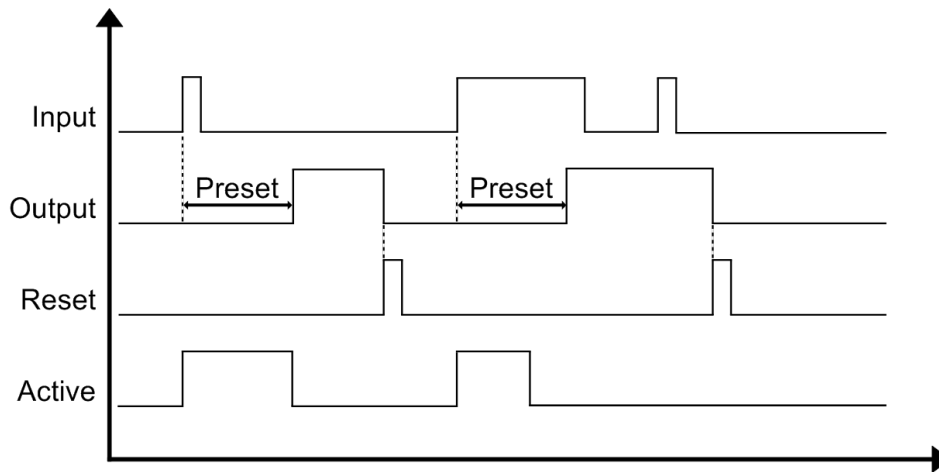 Input
Preset
Preset
Output
Reset
Active